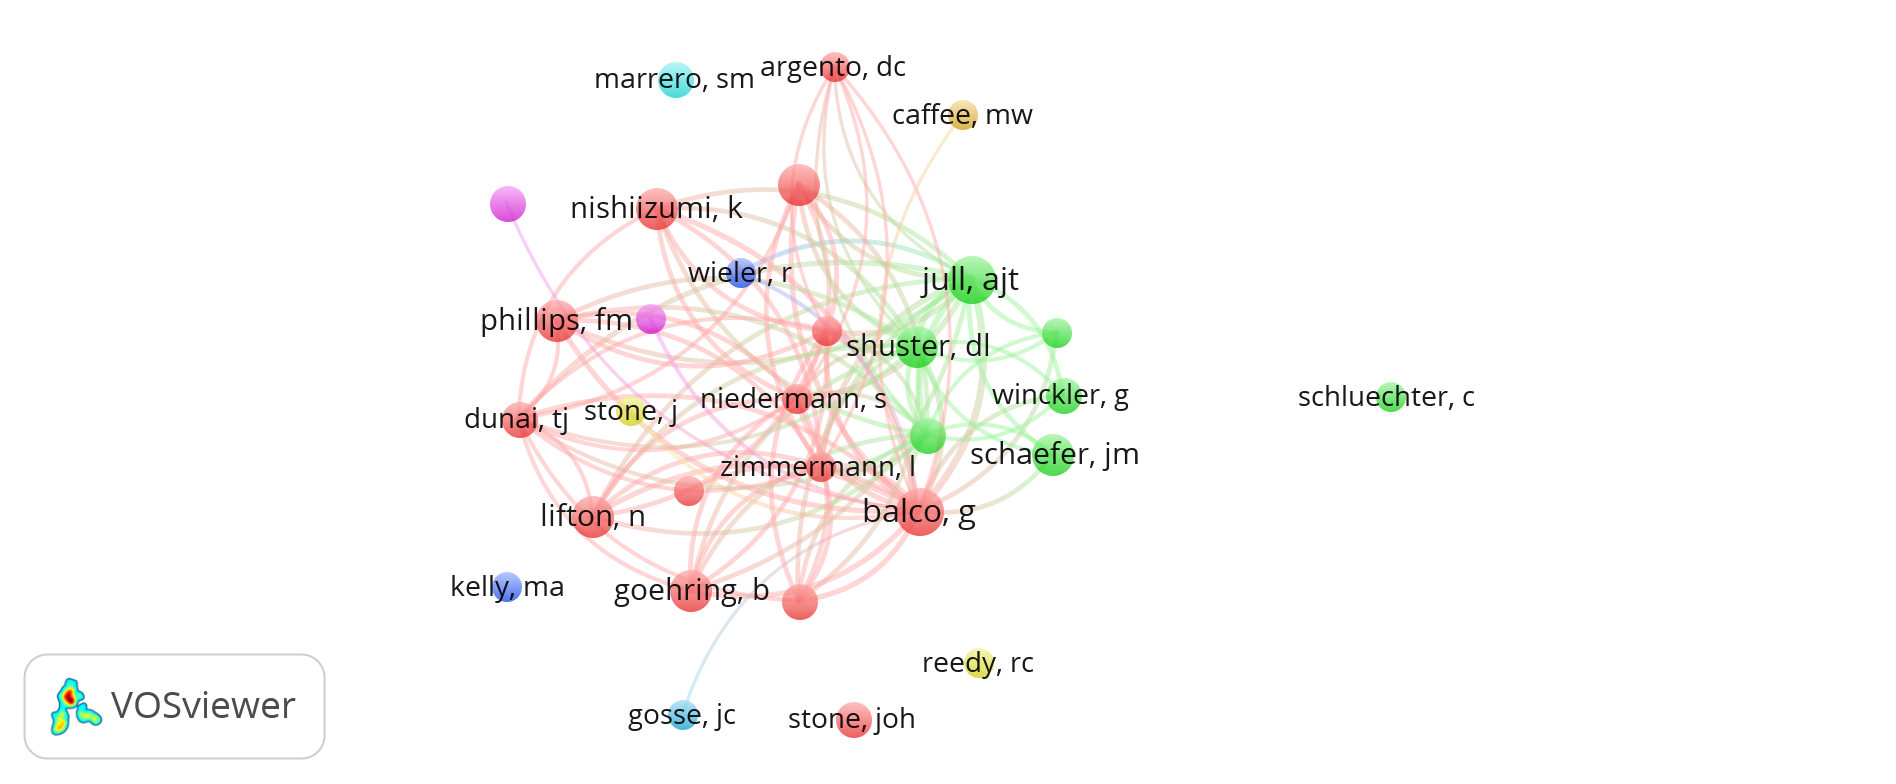 argento, dc
marrero, sm
caffee, mw
nishiizumi, k
wieler, r
jull, ajt
phillips, fm
shuster, dl
niedermann, s
winckler, g
schluechter, c
stone, j
dunai, tj
schaefer, jm
zimmermann, l
balco, g
lifton, n
kelly, ma
goehring, b
reedy, rc
VOSviewer
gosse, jc
stone, joh